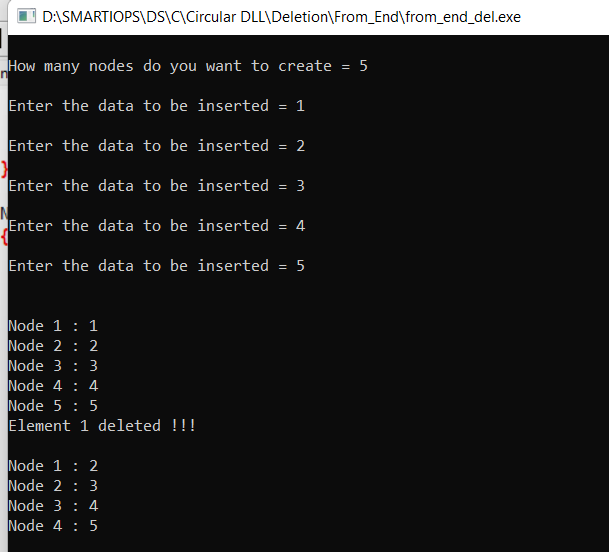 D:\SMARTIOPS\DS\C\Circular DLL\Deletion\From_End\from_end_del.exe
How many nodes do you want to create = 5
Enter the data to be inserted = 1
Enter the data to be inserted = 2
Enter the data to be inserted = 3
Enter the data to be inserted = 4
Enter the data to be inserted = 5
Node 1 : 1
Node 2 : 2
Node 3 : 3
Node 4 : 4
Node 5 : 5
Element 1 deleted !!!
Node 1 : 2
Node 2 : 3
Node 3 : 4
Node 4 : 5